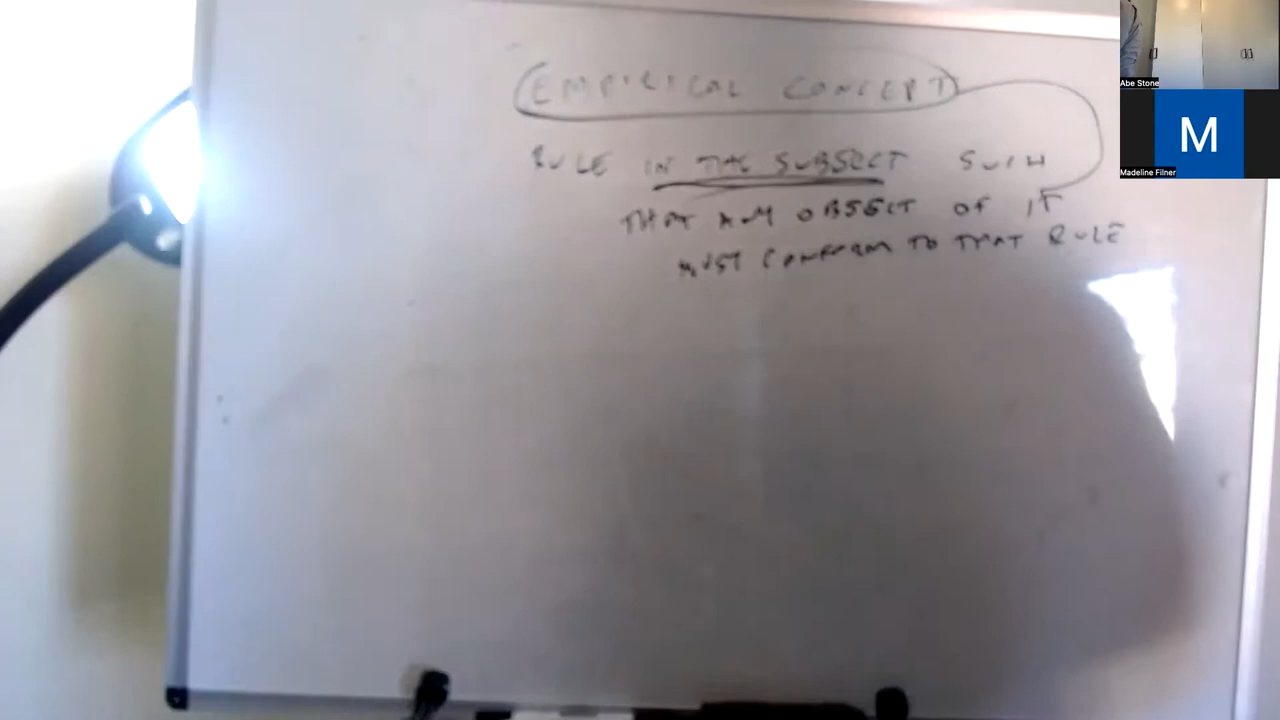 EMPIRICAL CONCEPT
RULE IN THE SUBJECT SUCH
THAT ANY OBJECT OF IT
MUST CONFORM TO THAT RULE
Abe Stone
M
Madeline Filner